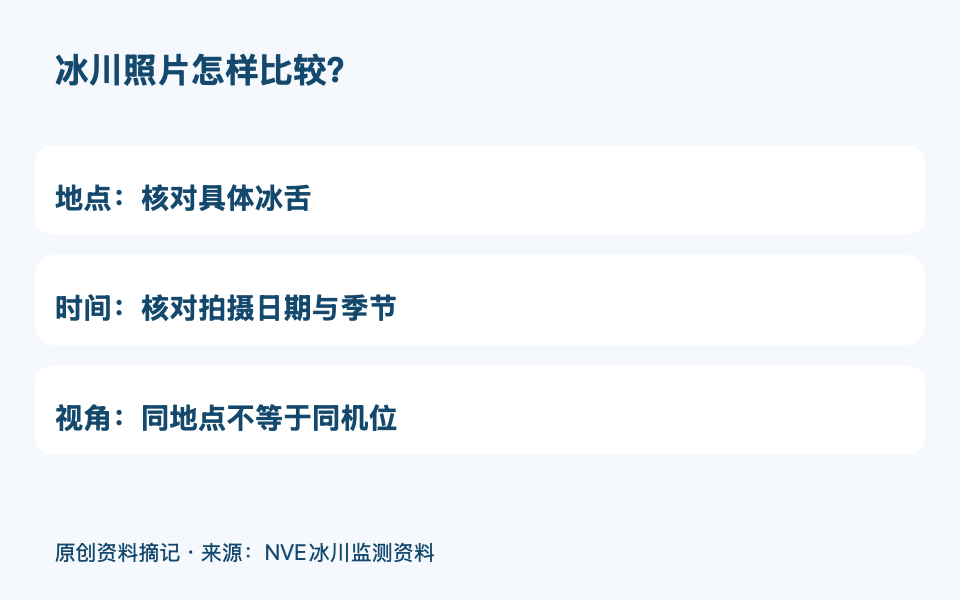 冰川照片怎样比较？
地点：核对具体冰舌
时间：核对拍摄日期与季节
视角：同地点不等于同机位
原创资料摘记 · 来源：NVE冰川监测资料